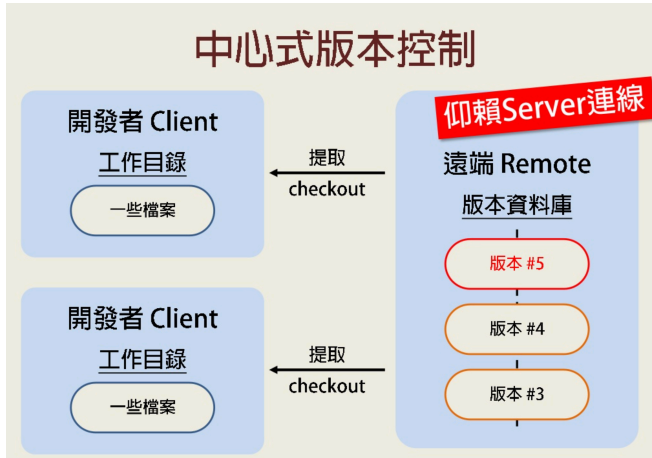 中心式版本控制
開發者 Client
工作目錄
一些檔案
提取
checkout
仰賴Server連線
遠端 Remote
版本資料庫
版本 #5
版本 #4
版本 #3
開發者 Client
工作目錄
一些檔案
提取
checkout